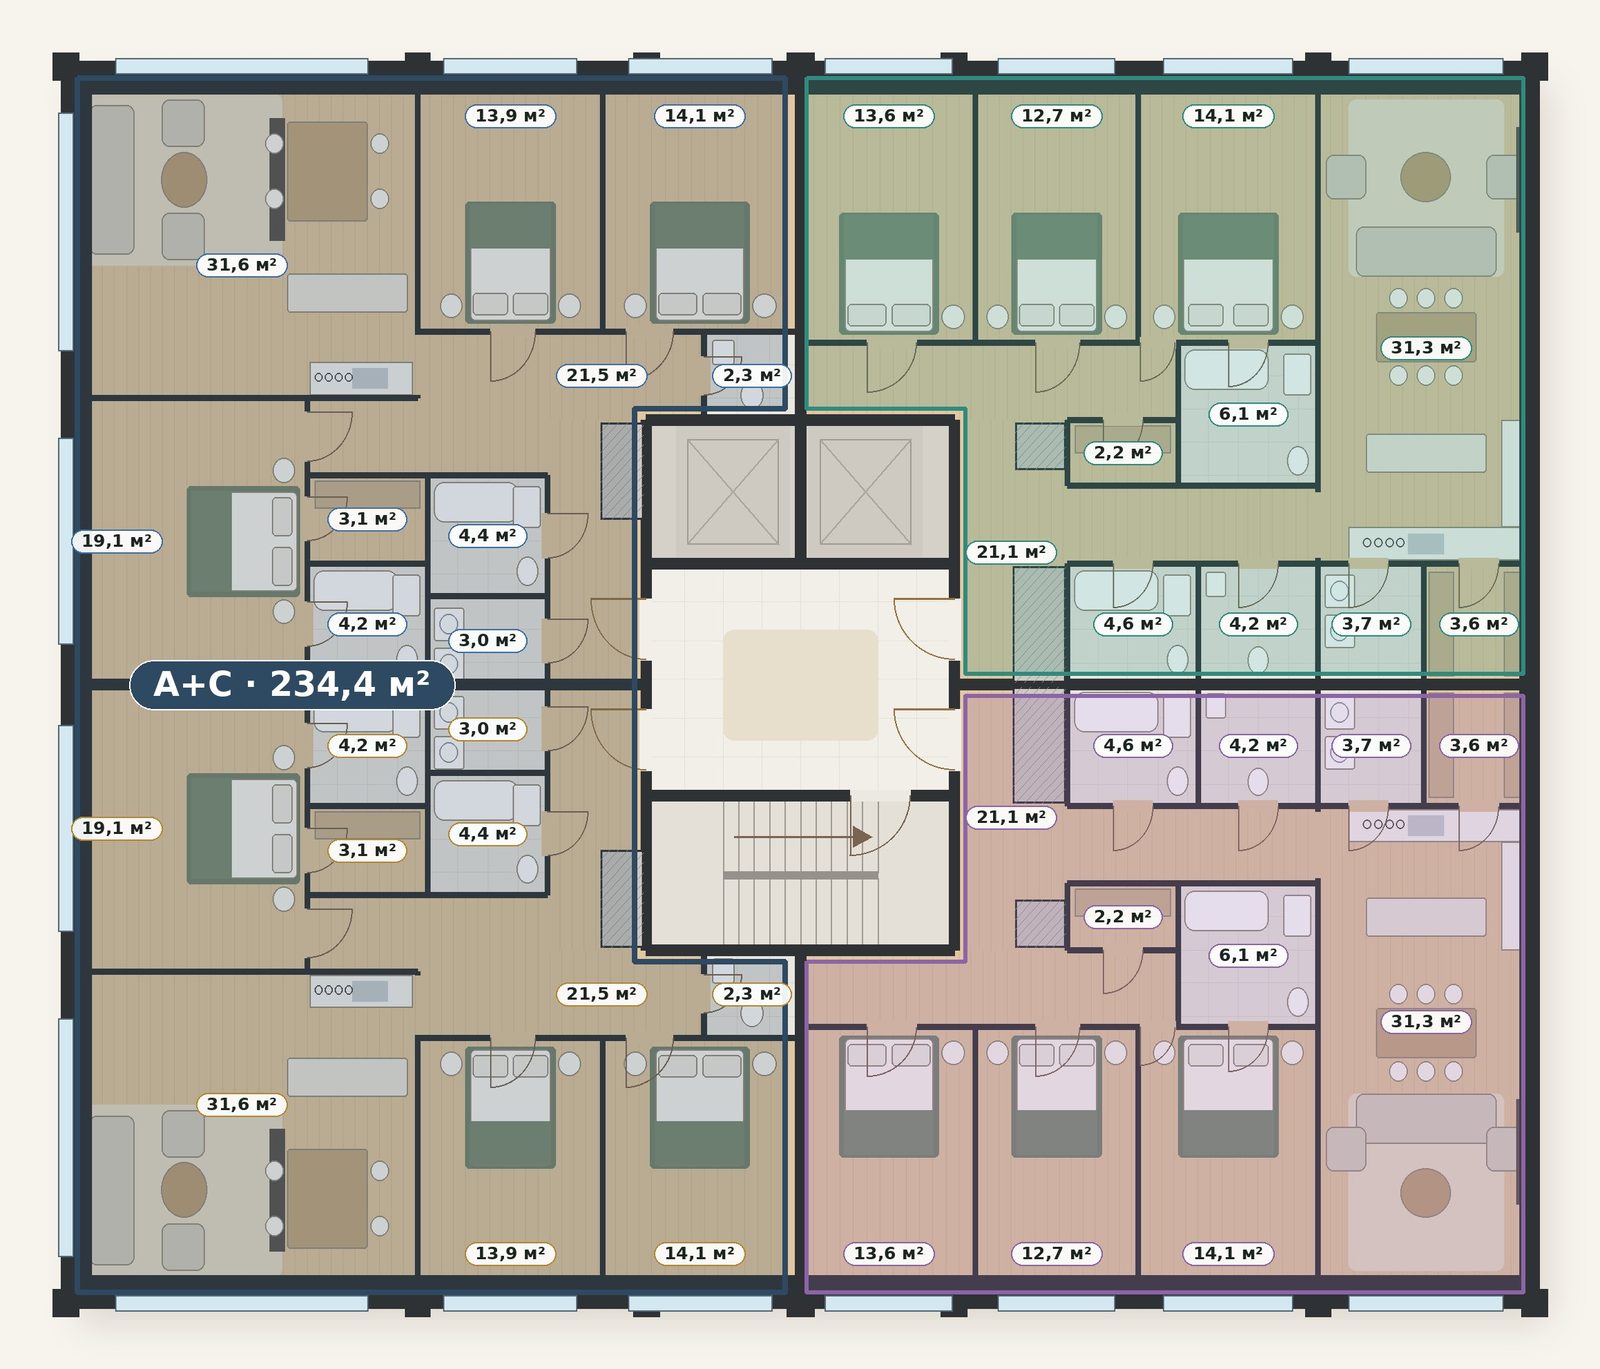 13,9 м²
14,1 м²
13,6 м²
12,7 м²
14,1 м²
31,6 м²
31,3 м²
21,5 м²
2,3 м²
6,1 м²
2,2 м²
3,1 м²
4,4 м²
19,1 м²
21,1 м²
4,2 м²
3,0 м²
4,6 м²
4,2 м²
3,7 м²
3,6 м²
A+C · 234,4 м²
3,0 м²
4,2 м²
4,6 м²
4,2 м²
3,7 м²
3,6 м²
19,1 м²
4,4 м²
3,1 м²
21,1 м²
2,2 м²
6,1 м²
21,5 м²
2,3 м²
31,3 м²
31,6 м²
13,9 м²
14,1 м²
13,6 м²
12,7 м²
14,1 м²